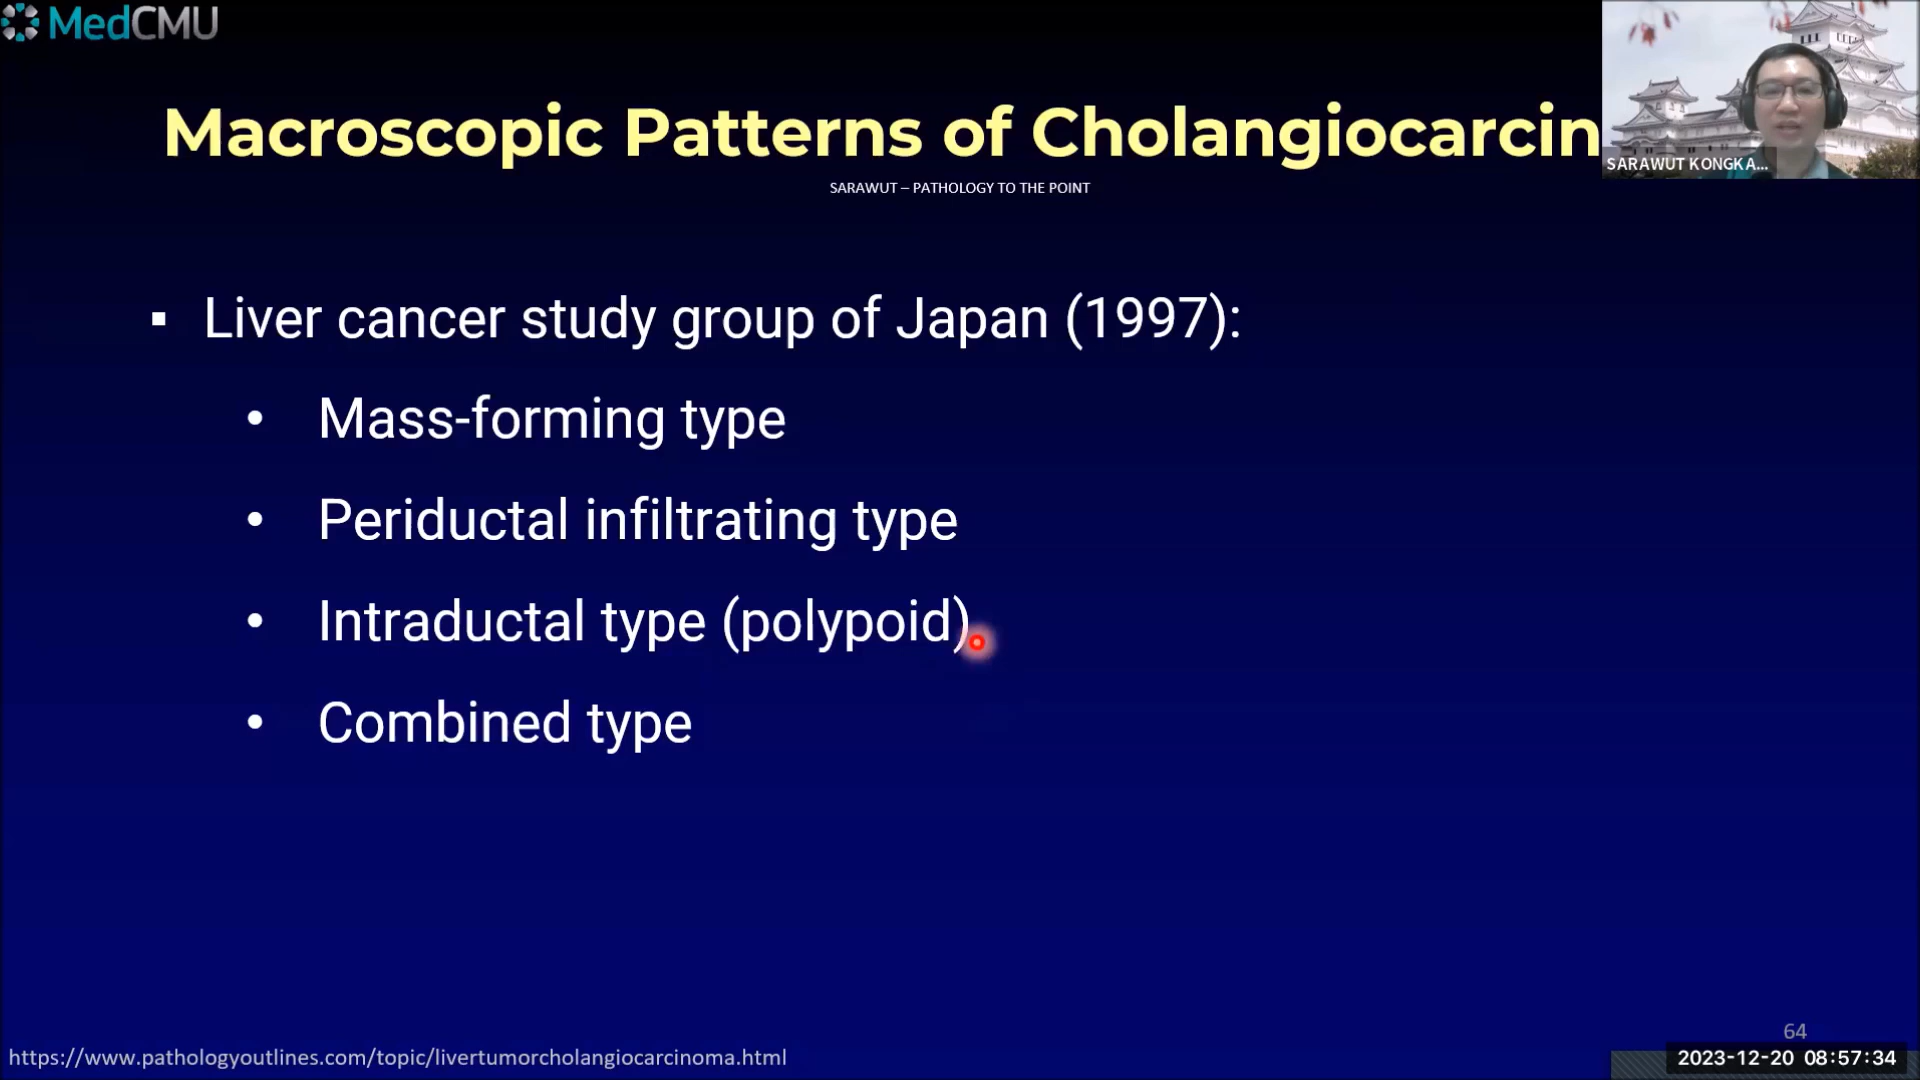 MedCMU
Macroscopic Patterns of Cholangiocarcin
SARAWUT KONGKA...
SARAWUT – PATHOLOGY TO THE POINT
▪ Liver cancer study group of Japan (1997):
• Mass-forming type
• Periductal infiltrating type
• Intraductal type (polypoid)
• Combined type
64
https://www.pathologyoutlines.com/topic/livertumorcholangiocarcinoma.html
2023-12-20 08:57:34